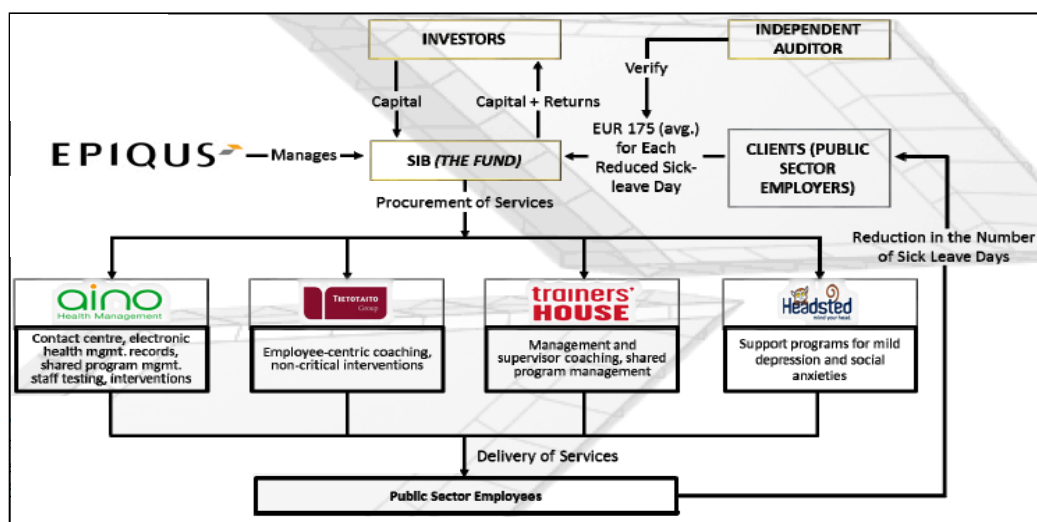 INVESTORS
INDEPENDENT
AUDITOR
Verify
Capital
Capital + Returns
EPIQUS
Manages
SIB (THE FUND)
EUR 175 (avg.)
for Each
Reduced Sick-
leave Day
CLIENTS (PUBLIC
SECTOR
EMPLOYERS)
Procurement of Services
Reduction in the Number
of Sick Leave Days
aino
Health Management
TIETOTAITO
Group
trainers'
HOUSE
Headsted
mind your head.
Contact centre, electronic
health mgmt. records,
shared program mgmt.
staff testing, interventions
Employee-centric coaching,
non-critical interventions
Management and
supervisor coaching, shared
program management
Support programs for mild
depression and social
anxieties
Delivery of Services
Public Sector Employees